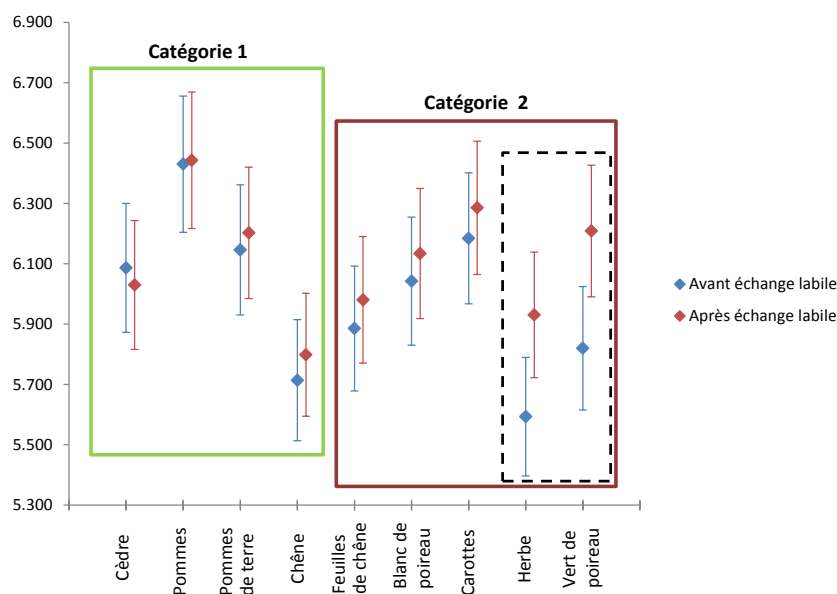 6.900
Catégorie 1
6.700
Catégorie 2
6.500
6.300
6.100
5.900
5.700
5.500
5.300
Avant échange labile
Après échange labile
Cèdre
Pommes
Pommes
de terre
Chêne
Feuilles
de chêne
Blanc de
poireau
Carottes
Herbe
Vert de
poireau